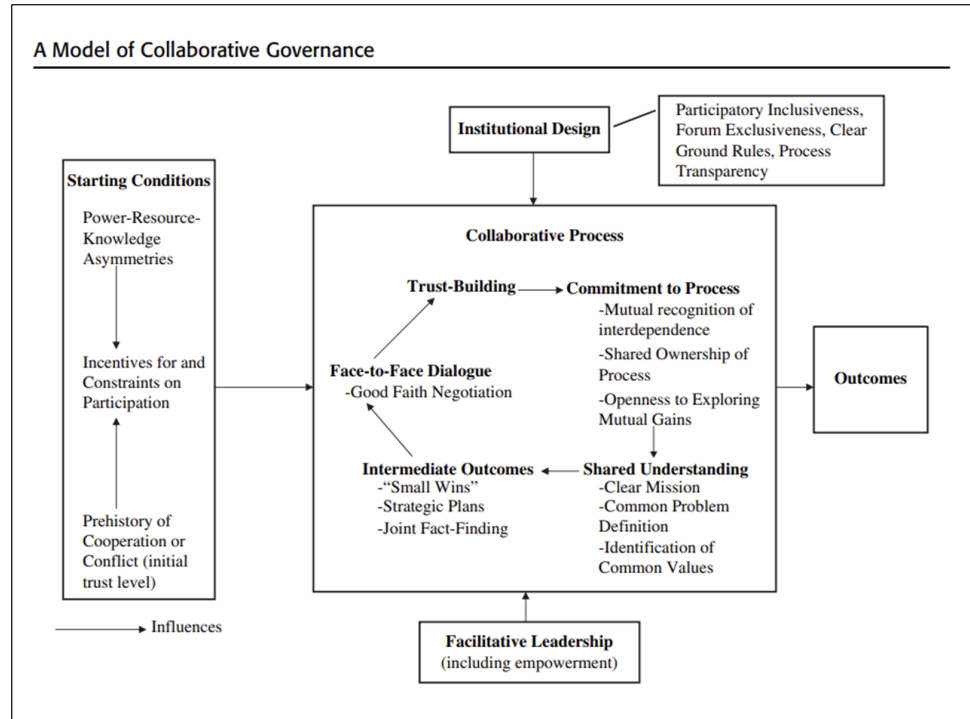 A Model of Collaborative Governance
Institutional Design
Participatory Inclusiveness,
Forum Exclusiveness, Clear
Ground Rules, Process
Transparency
Starting Conditions
Power-Resource-
Knowledge
Asymmetries
Incentives for and
Constraints on
Participation
Prehistory of
Cooperation or
Conflict (initial
trust level)
Influences
Collaborative Process
Trust-Building
Commitment to Process
-Mutual recognition of
interdependence
-Shared Ownership of
Process
-Openness to Exploring
Mutual Gains
Face-to-Face Dialogue
-Good Faith Negotiation
Intermediate Outcomes
-“Small Wins”
-Strategic Plans
-Joint Fact-Finding
Shared Understanding
-Clear Mission
-Common Problem
Definition
-Identification of
Common Values
Outcomes
Facilitative Leadership
(including empowerment)